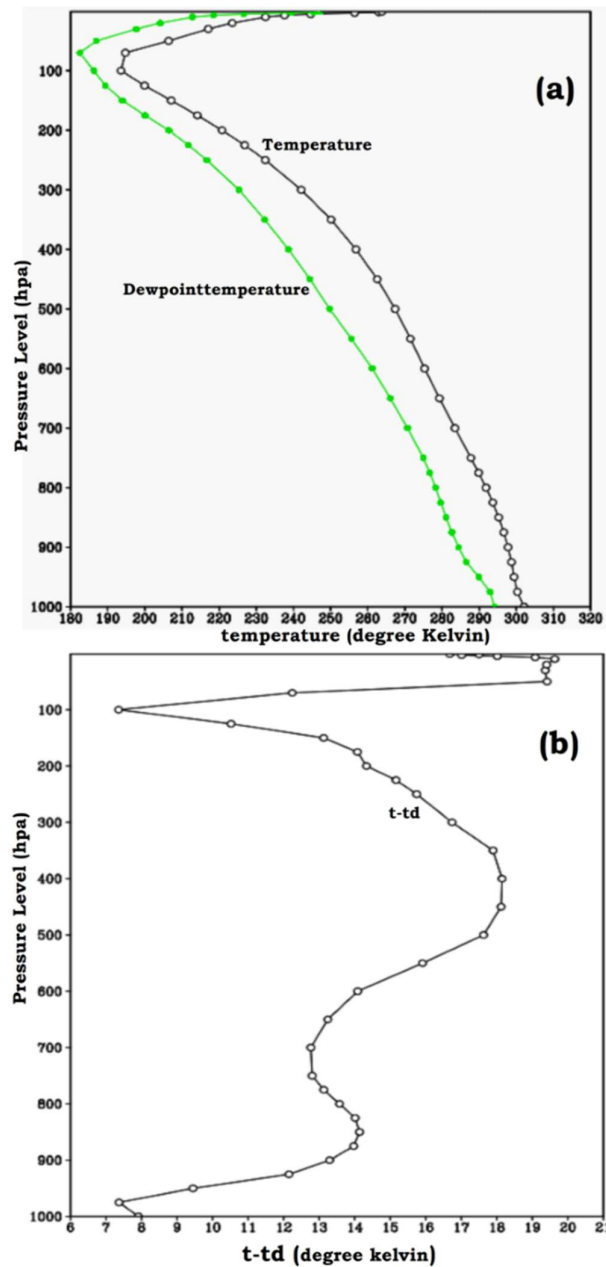 (a)
Temperature
Dewpointtemperature
Pressure Level (hpa)
100
200
300
400
500
600
700
800
900
1000
180 190 200 210 220 230 240 250 260 270 280 290 300 310 320
temperature (degree Kelvin)
(b)
t-td
Pressure Level (hpa)
100
200
300
400
500
600
700
800
900
1000
6 7 8 9 10 11 12 13 14 15 16 17 18 19 20 21
t-td (degree kelvin)